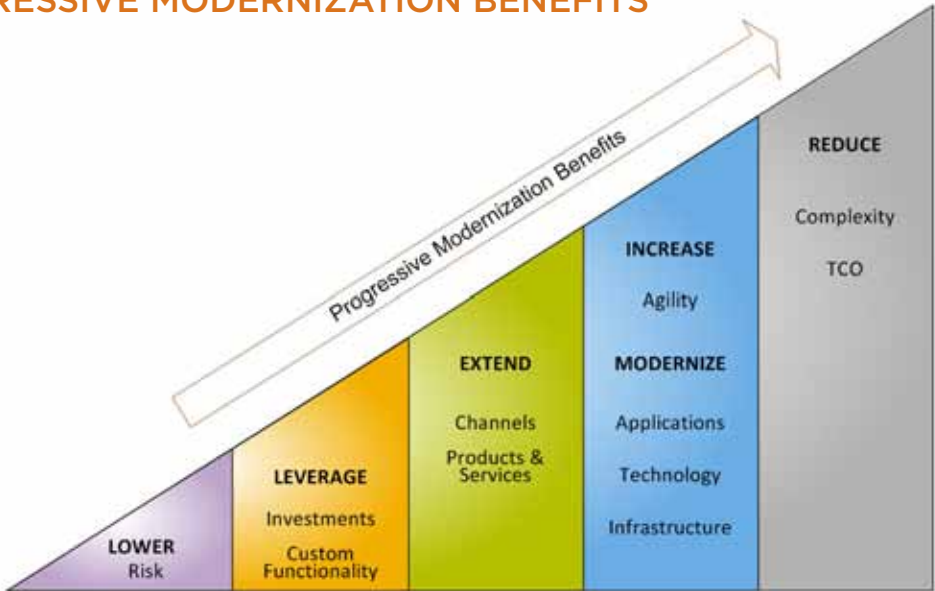 RESSIVE MODERNIZATION BENEFITS
Progressive Modernization Benefits
LOWER
Risk
LEVERAGE
Investments
Custom
Functionality
EXTEND
Channels
Products &
Services
INCREASE
Agility
MODERNIZE
Applications
Technology
Infrastructure
REDUCE
Complexity
TCO